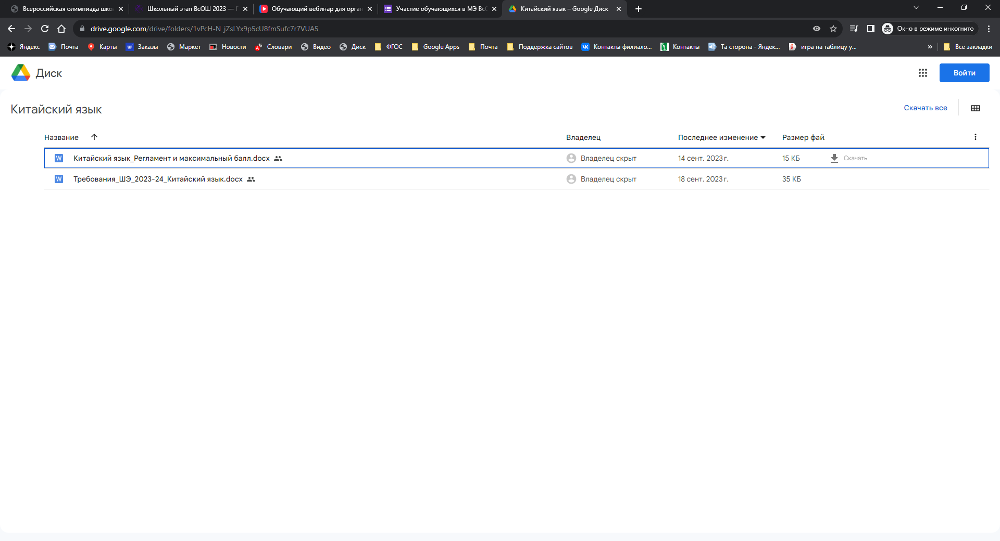 Всероссийская олимпиада шко
Школьный этап ВсОШ 2023 —
Обучающий вебинар для орган
Участие обучающихся в МЭ ВсО
Китайский язык – Google Диск
drive.google.com/drive/folders/1vPcH-N_jZsLYx9p5cU8fmSufc7r7VUA5
Окно в режиме инкогнито
Яндекс Почта Карты Заказы Маркет Новости Словари Видео Диск ФГОС Google Apps Почта Поддержка сайтов Контакты филиало... Контакты Та сторона - Яндек... игра на таблицу у... » Все закладки
Диск
Войти
Китайский язык
Скачать все
Название Владелец Последнее изменение Размер фай
Китайский язык_Регламент и максимальный балл.docx Владелец скрыт 14 сент. 2023 г. 15 КБ Скачать
Требования_ШЭ_2023-24_Китайский язык.docx Владелец скрыт 18 сент. 2023 г. 35 КБ